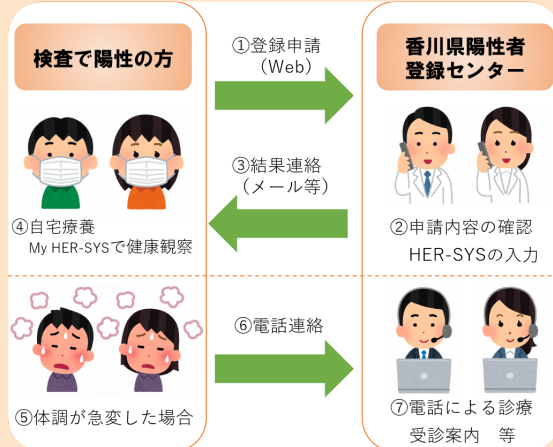 検査で陽性の方
①登録申請
（Web）
香川県陽性者
登録センター
③結果連絡
（メール等）
④自宅療養
My HER-SYSで健康観察
②申請内容の確認
HER-SYSの入力
⑥電話連絡
⑤体調が急変した場合
⑦電話による診療
受診案内　等